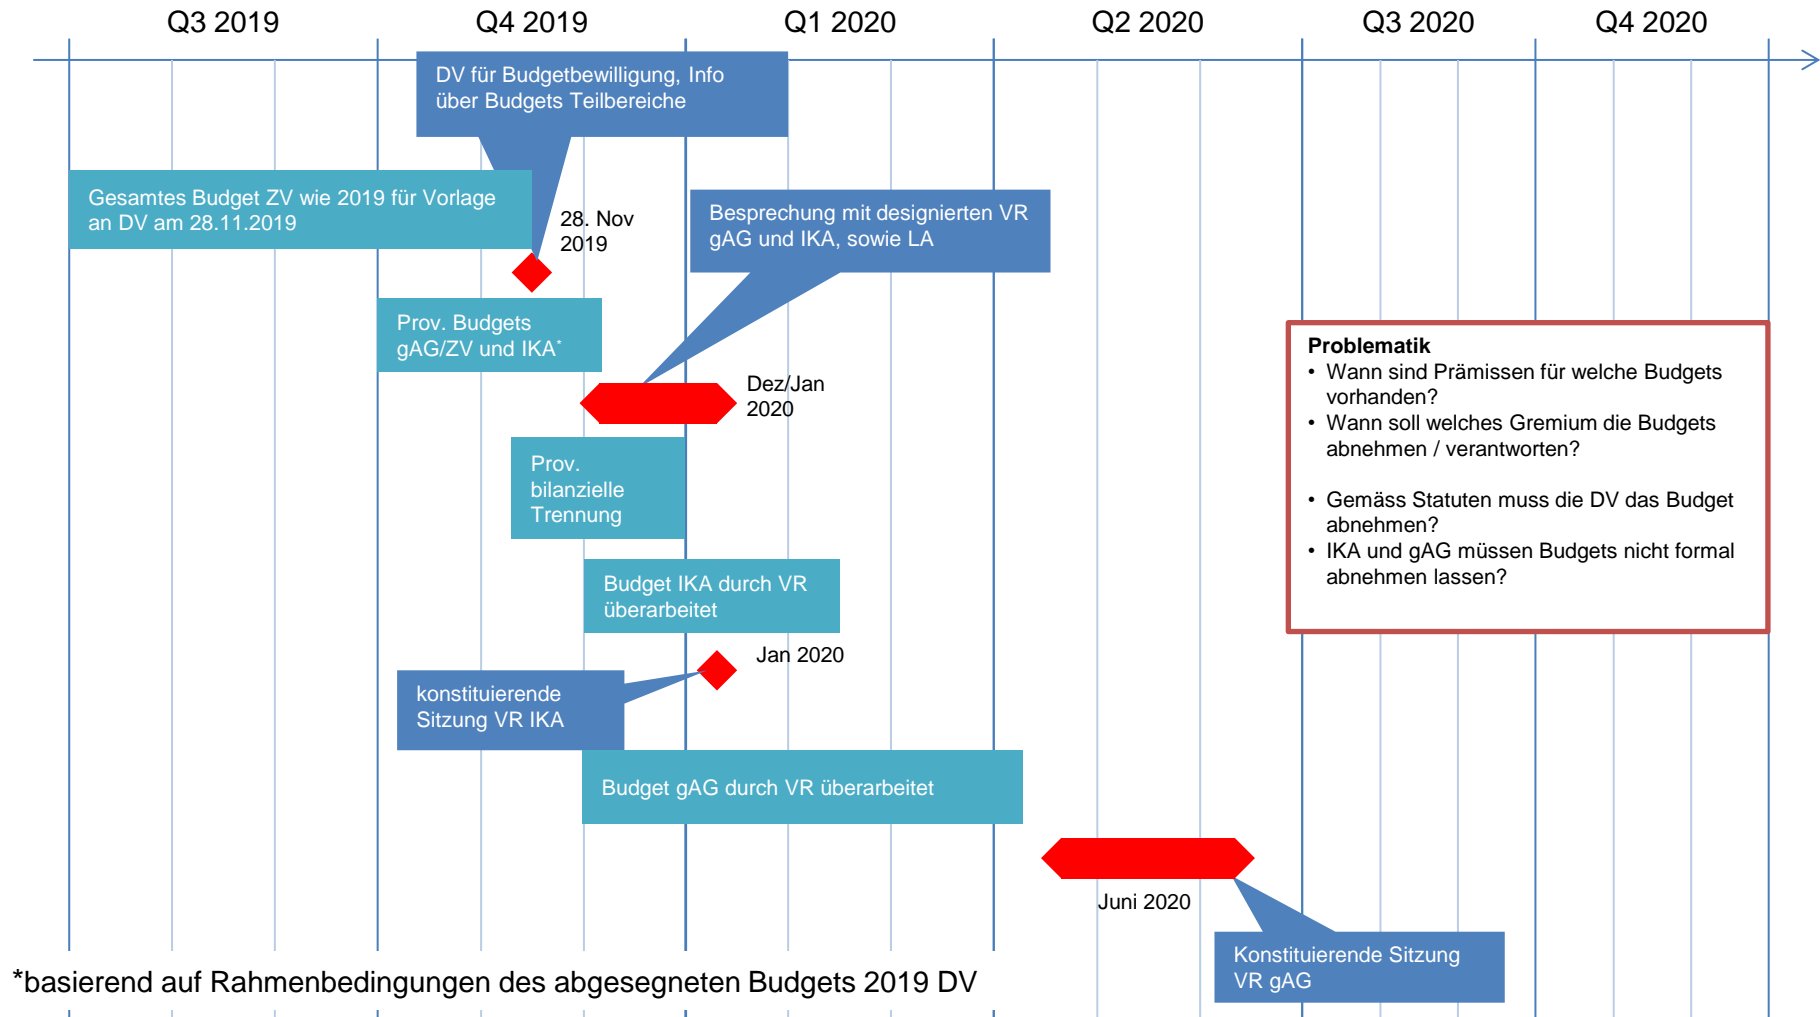 Q3 2019
Q4 2019
Q1 2020
Q2 2020
Q3 2020
Q4 2020
DV für Budgetbewilligung, Info
über Budgets Teilbereiche
Gesamtes Budget ZV wie 2019 für Vorlage
an DV am 28.11.2019
28. Nov
2019
Besprechung mit designierten VR
gAG und IKA, sowie LA
Prov. Budgets
gAG/ZV und IKA*
Dez/Jan
2020
Prov.
bilanzielle
Trennung
Budget IKA durch VR
überarbeitet
Jan 2020
konstituierende
Sitzung VR IKA
Budget gAG durch VR überarbeitet
Juni 2020
Konstituierende Sitzung
VR gAG
Problematik
• Wann sind Prämissen für welche Budgets
vorhanden?
• Wann soll welches Gremium die Budgets
abnehmen / verantworten?
• Gemäss Statuten muss die DV das Budget
abnehmen?
• IKA und gAG müssen Budgets nicht formal
abnehmen lassen?
*basierend auf Rahmenbedingungen des abgesegneten Budgets 2019 DV